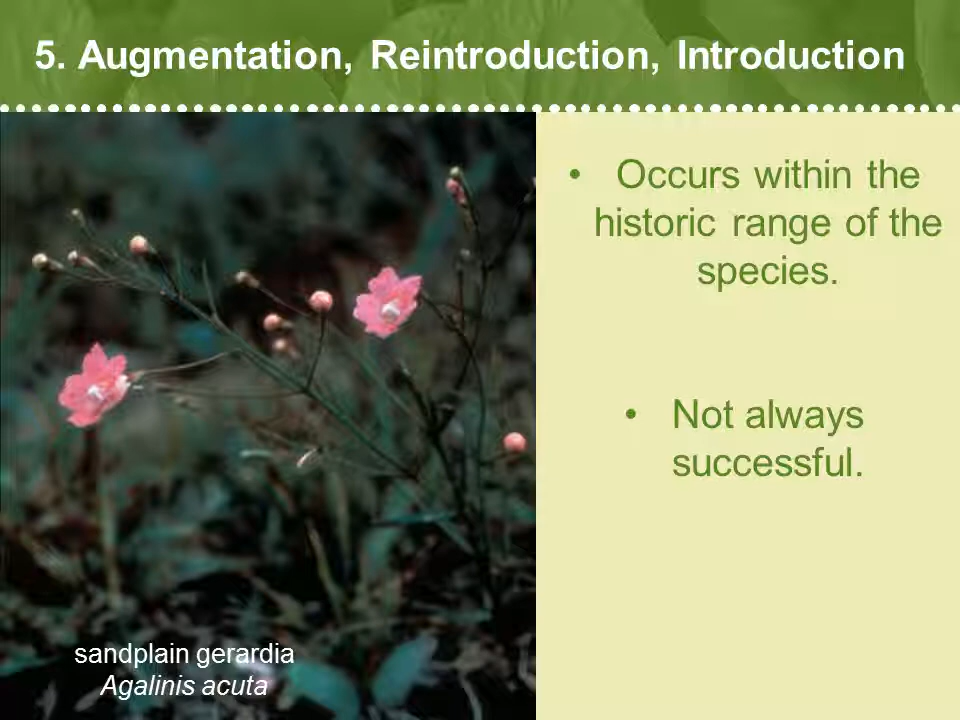 5. Augmentation, Reintroduction, Introduction
• Occurs within the
historic range of the
species.
• Not always
successful.
sandplain gerardia
Agalinis acuta